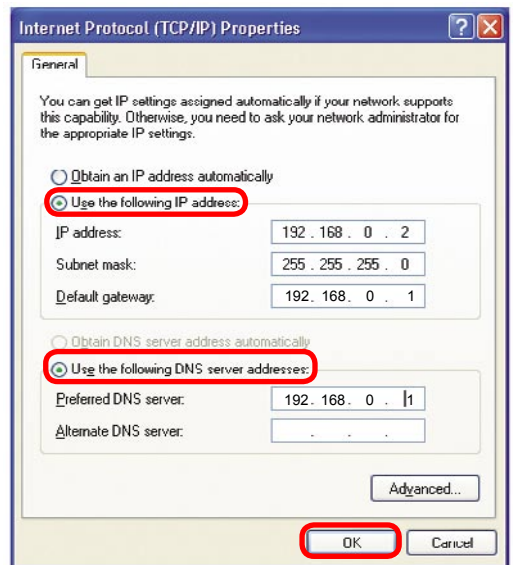 Internet Protocol (TCP/IP) Properties
General
You can get IP settings assigned automatically if your network supports
this capability. Otherwise, you need to ask your network administrator for
the appropriate IP settings.
Obtain an IP address automatically
Use the following IP address:
IP address: 192 . 168 . 0 . 2
Subnet mask: 255 . 255 . 255 . 0
Default gateway: 192. 168. 0 . 1
Obtain DNS server address automatically
Use the following DNS server addresses:
Preferred DNS server: 192. 168. 0 . 1
Alternate DNS server: . . .
Advanced...
OK Cancel